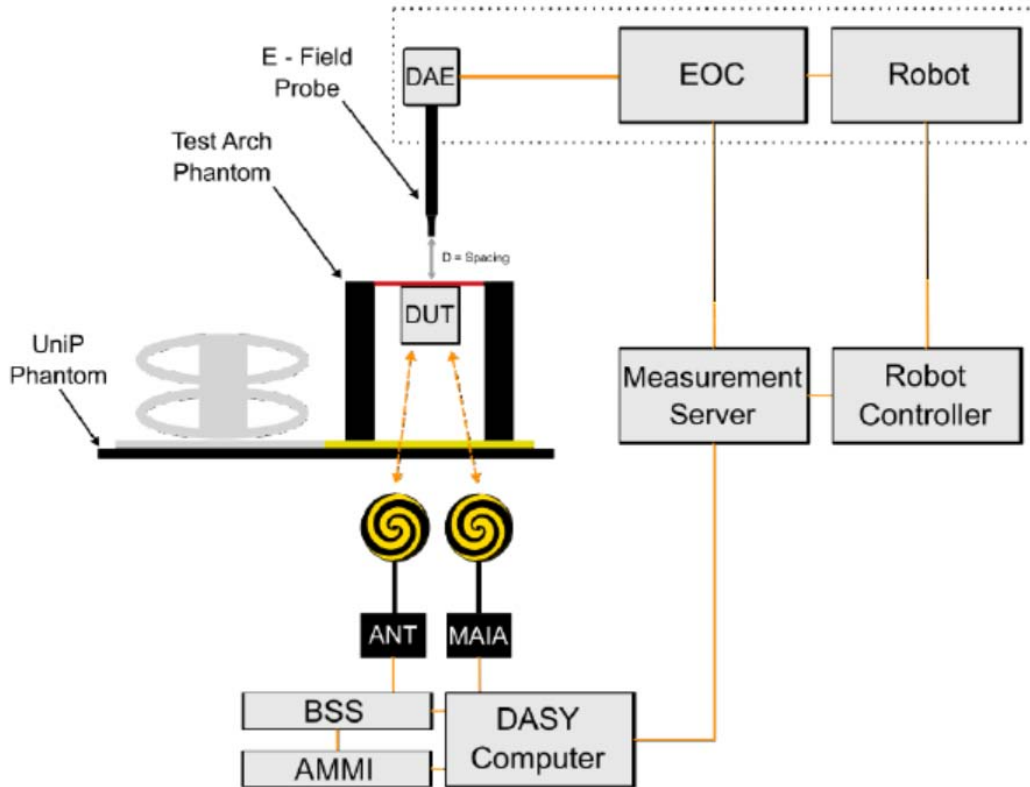 E - Field
Probe
DAE
EOC
Robot
Test Arch
Phantom
D = Spacing
DUT
UniP
Phantom
Measurement
Server
Robot
Controller
ANT
MAIA
BSS
DASY
Computer
AMMI